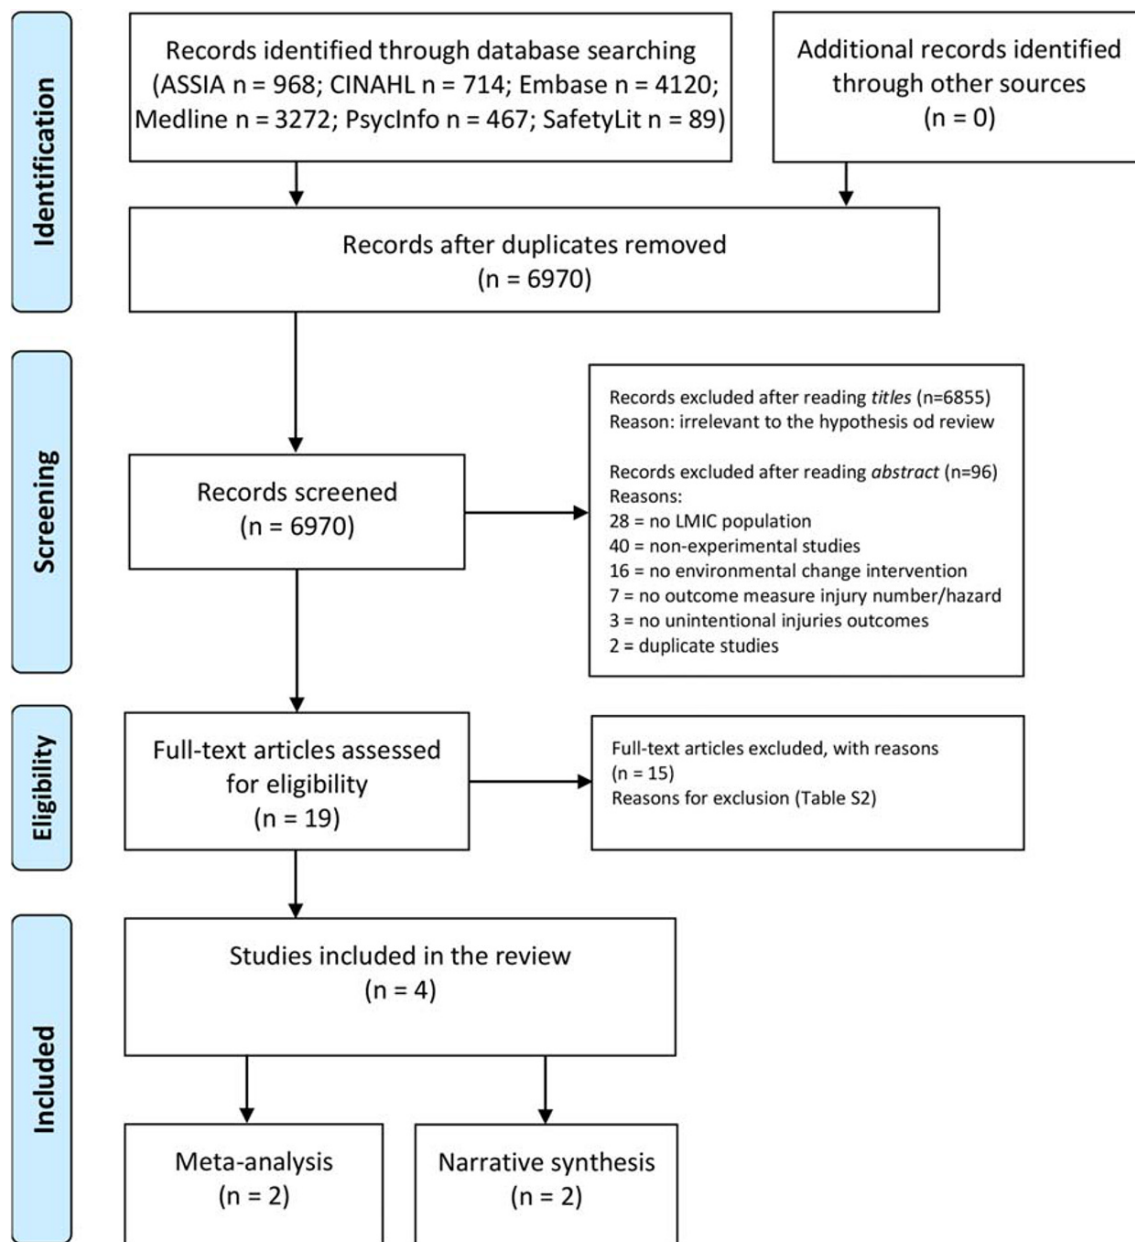 Identification
Records identified through database searching
(ASSIA n = 968; CINAHL n = 714; Embase n = 4120;
Medline n = 3272; PsycInfo n = 467; SafetyLit n = 89)
Additional records identified
through other sources
(n = 0)
Records after duplicates removed
(n = 6970)
Screening
Records screened
(n = 6970)
Records excluded after reading titles (n=6855)
Reason: irrelevant to the hypothesis od review
Records excluded after reading abstract (n=96)
Reasons:
28 = no LMIC population
40 = non-experimental studies
16 = no environmental change intervention
7 = no outcome measure injury number/hazard
3 = no unintentional injuries outcomes
2 = duplicate studies
Eligibility
Full-text articles assessed
for eligibility
(n = 19)
Full-text articles excluded, with reasons
(n = 15)
Reasons for exclusion (Table S2)
Included
Studies included in the review
(n = 4)
Meta-analysis
(n = 2)
Narrative synthesis
(n = 2)